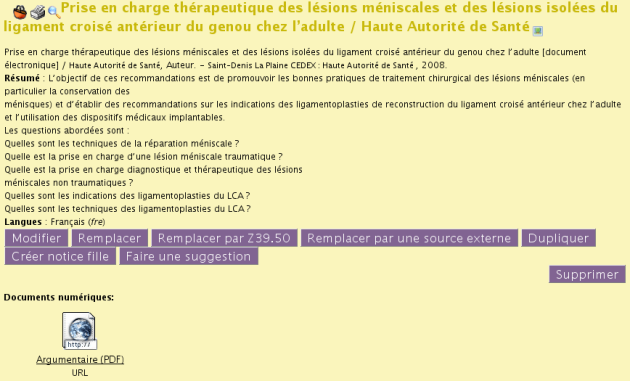 Prise en charge thérapeutique des lésions méniscales et des lésions isolées du
ligament croisé antérieur du genou chez l'adulte / Haute Autorité de Santé
Prise en charge thérapeutique des lésions méniscales et des lésions isolées du ligament croisé antérieur du genou chez l'adulte [document
électronique] / Haute Autorité de Santé, Auteur. - Saint-Denis La Plaine CEDEX : Haute Autorité de Santé , 2008.
Résumé : L'objectif de ces recommandations est de promouvoir les bonnes pratiques de traitement chirurgical des lésions méniscales (en
particulier la conservation des
ménisques) et d'établir des recommandations sur les indications des ligamentoplasties de reconstruction du ligament croisé antérieur chez l'adulte
et l'utilisation des dispositifs médicaux implantables.
Les questions abordées sont :
Quelles sont les techniques de la réparation méniscale ?
Quelle est la prise en charge d'une lésion méniscale traumatique ?
Quelle est la prise en charge diagnostique et thérapeutique des lésions
méniscales non traumatiques ?
Quelles sont les indications des ligamentoplasties du LCA ?
Quelles sont les techniques des ligamentoplasties du LCA ?
Langues : Français (fre)
Modifier Remplacer Remplacer par Z39.50 Remplacer par une source externe Dupliquer
Créer notice fille Faire une suggestion
Supprimer
Documents numériques:
http://
Argumentaire (PDF)
URL